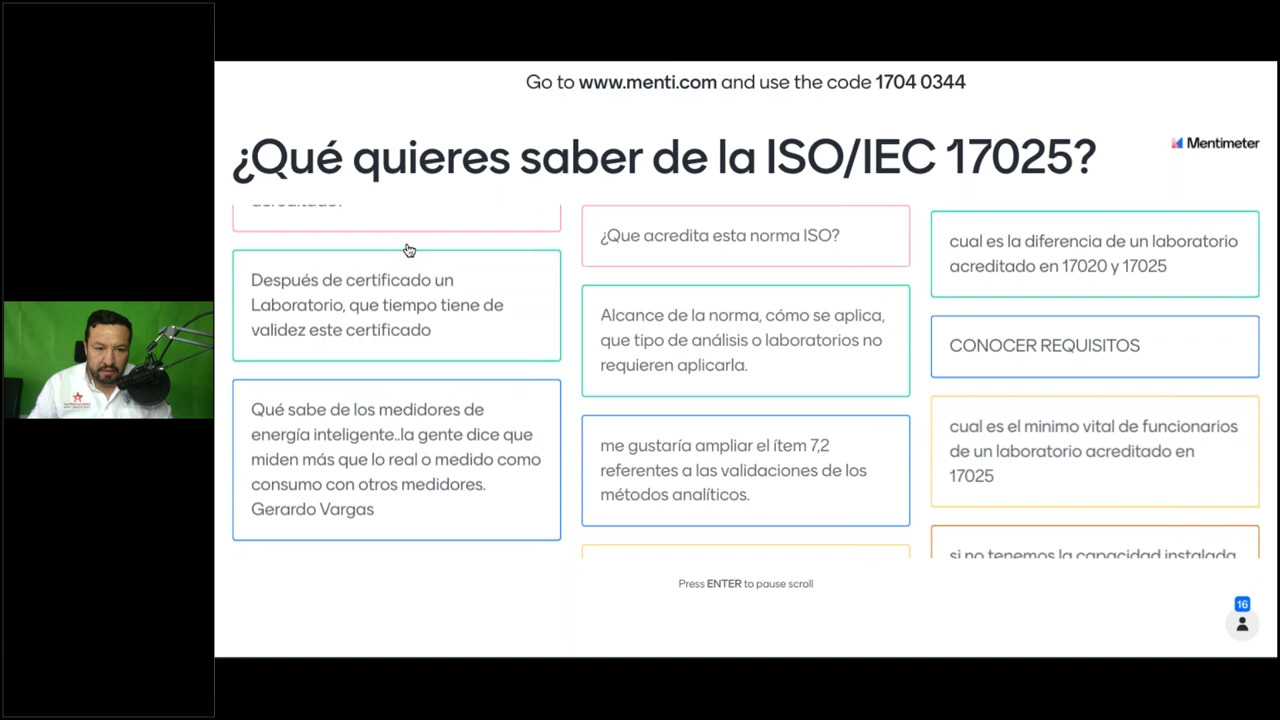 Go to www.menti.com and use the code 1704 0344
¿Qué quieres saber de la ISO/IEC 17025?
Mentimeter
Después de certificado un
Laboratorio, que tiempo tiene de
validez este certificado
Qué sabe de los medidores de
energía inteligente..la gente dice que
miden más que lo real o medido como
consumo con otros medidores.
Gerardo Vargas
¿Que acredita esta norma ISO?
Alcance de la norma, cómo se aplica,
que tipo de análisis o laboratorios no
requieren aplicarla.
me gustaría ampliar el ítem 7,2
referentes a las validaciones de los
métodos analíticos.
cual es la diferencia de un laboratorio
acreditado en 17020 y 17025
CONOCER REQUISITOS
cual es el minimo vital de funcionarios
de un laboratorio acreditado en
17025
si no tenemos la capacidad instalada
Press ENTER to pause scroll
16